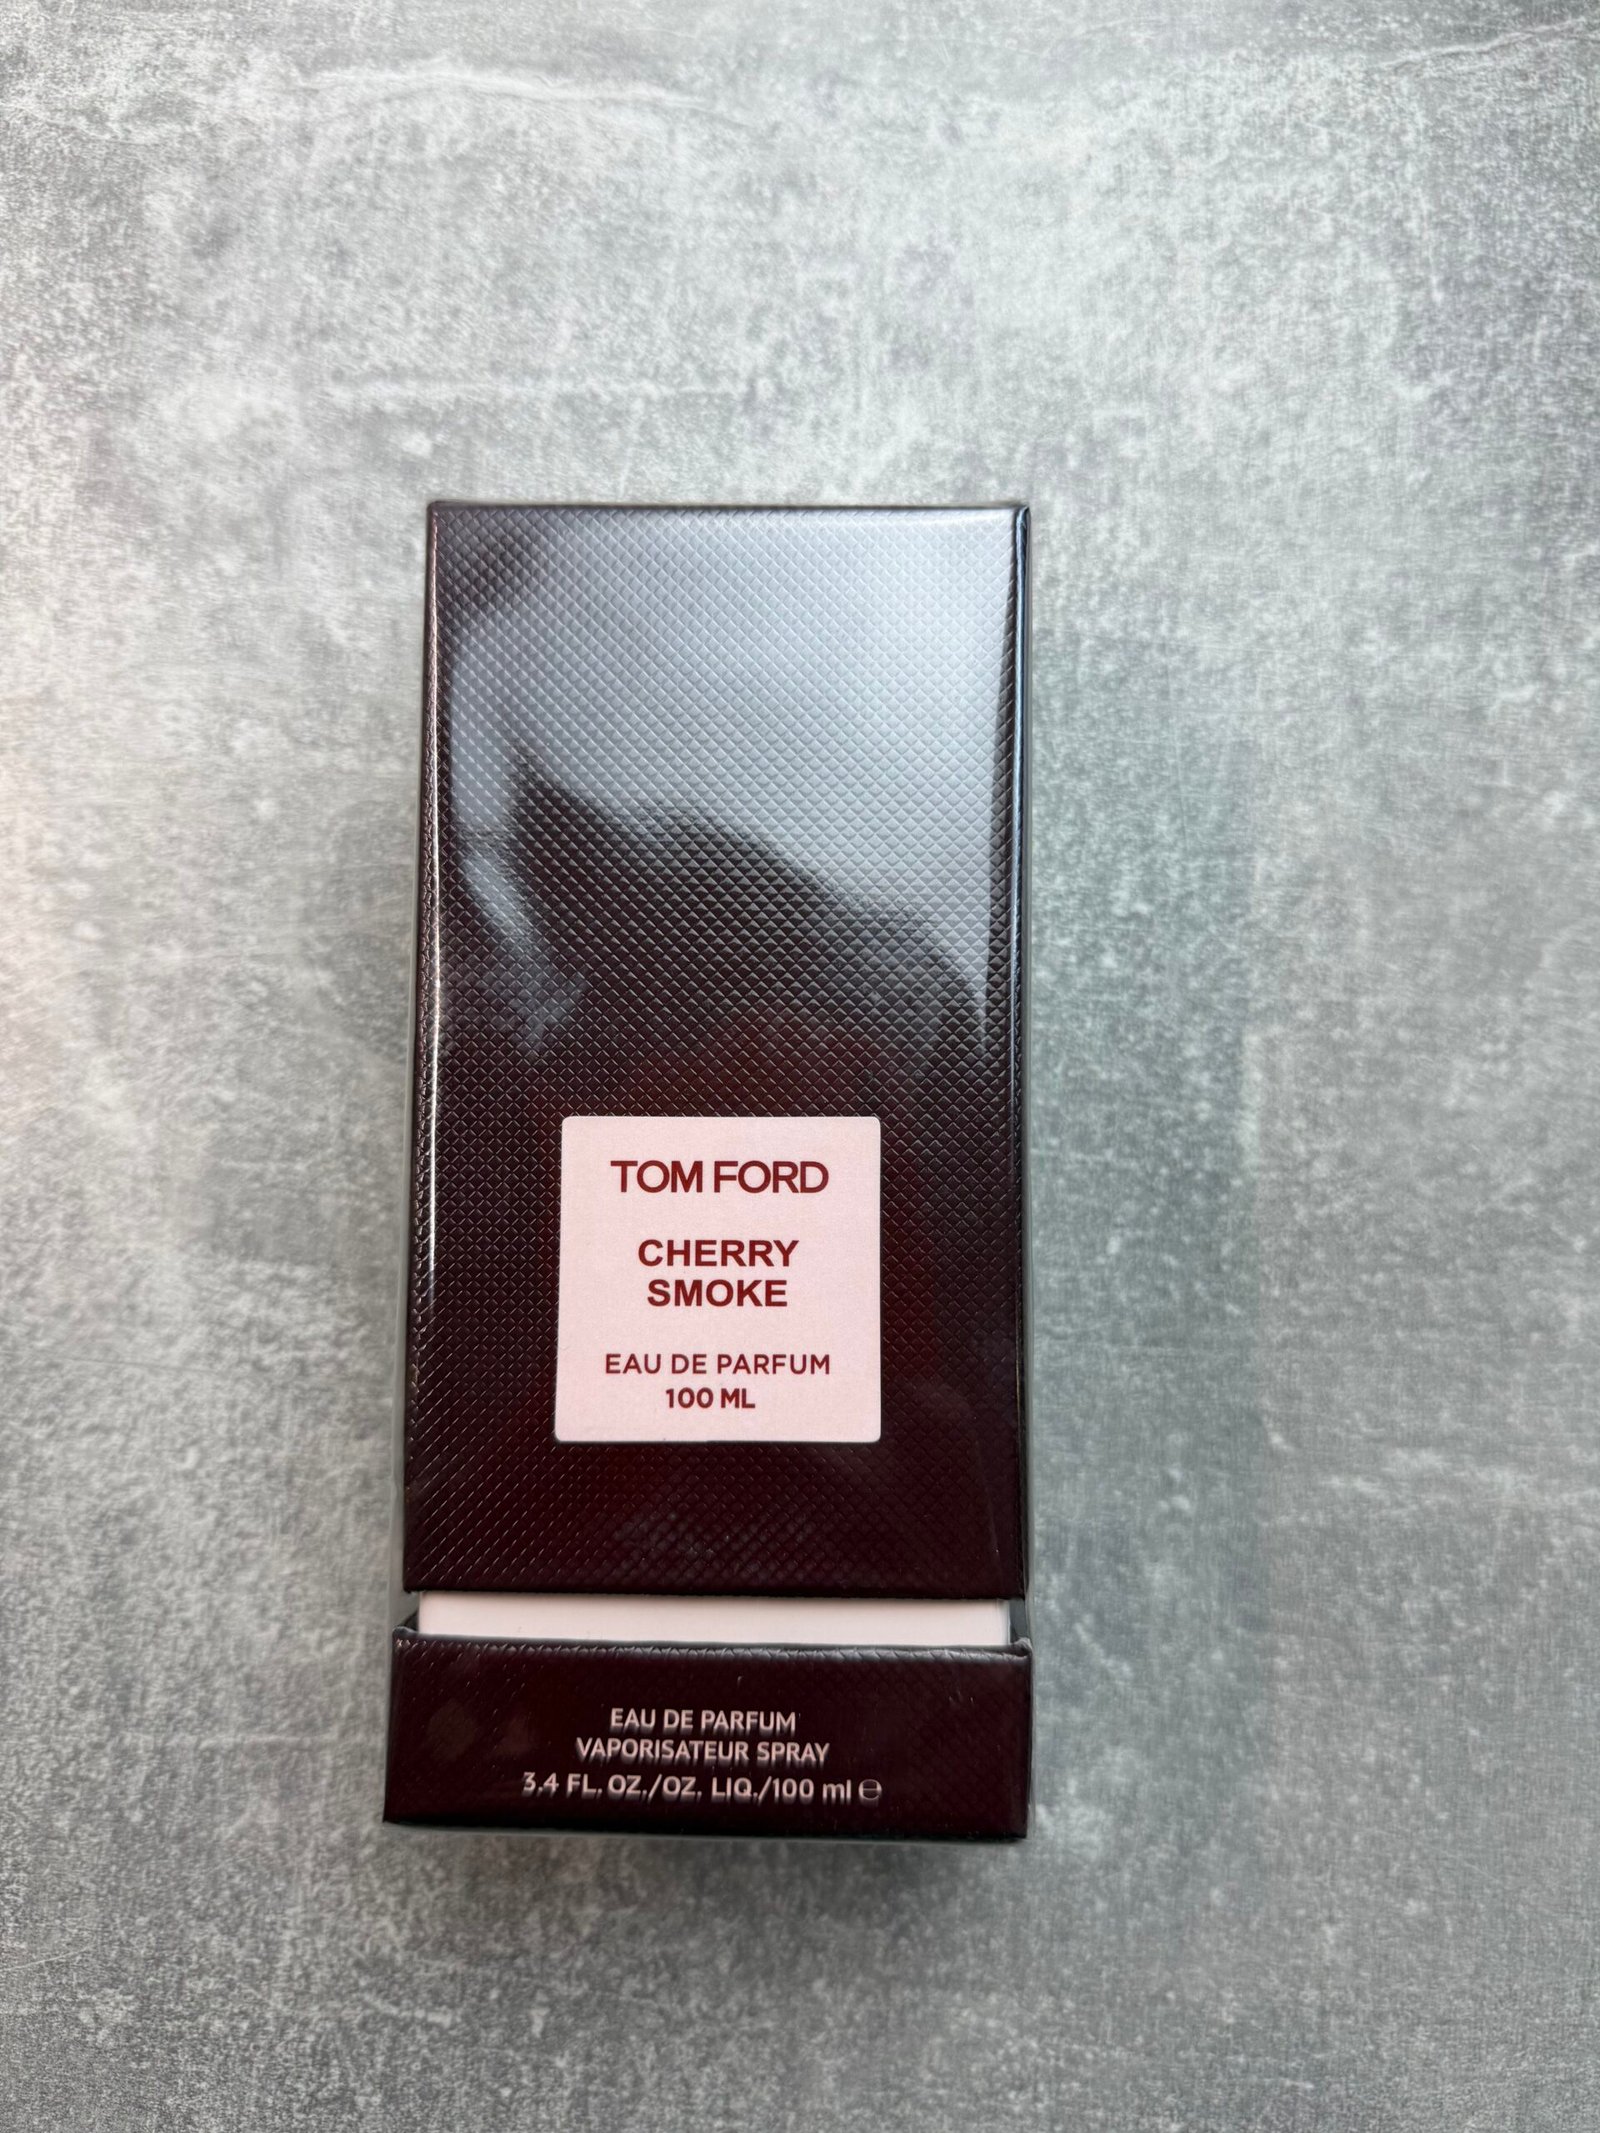 TOM FORD
CHERRY
SMOKE
EAU DE PARFUM
100 ML
EAU DE PARFUM
VAPORISATEUR SPRAY
3.4 FL. OZ./OZ. LIQ./100 ml ℮